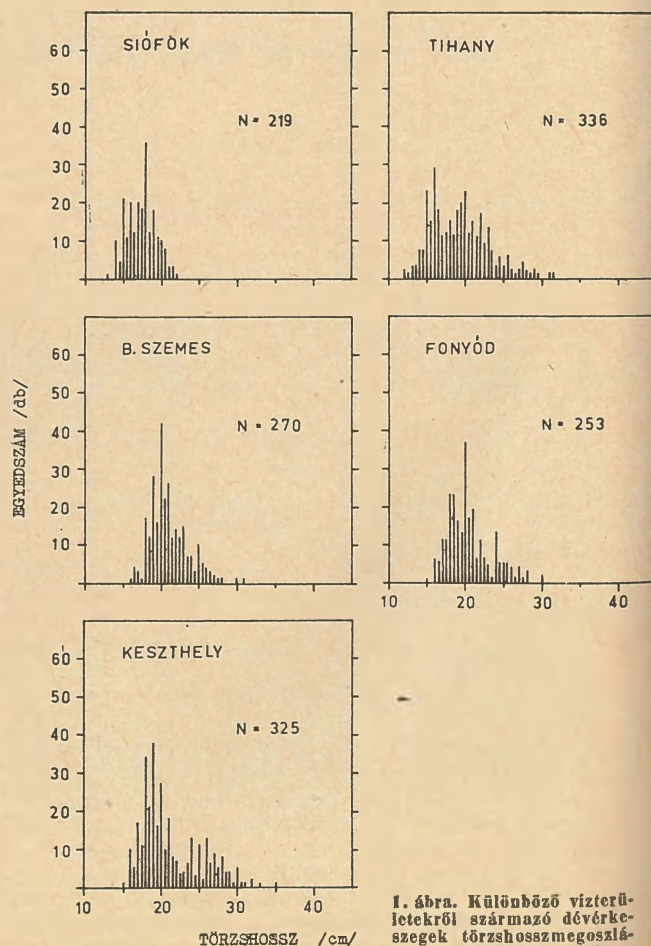 SIÓFOK
N = 219
60
50
40
30
20
10
TIHANY
N = 336
B. SZEMES
N = 270
60
50
40
30
20
10
FONYÓD
N = 253
10 20 30 40
EGYEDSZÁM /db/
KESZTHELY
N = 325
60
50
40
30
20
10
10 20 30 40
TÖRZSHOSSZ /cm/
1. ábra. Különböző vízterü-
letekről származó dévérke-
szegek törzshosszmegoszlá-